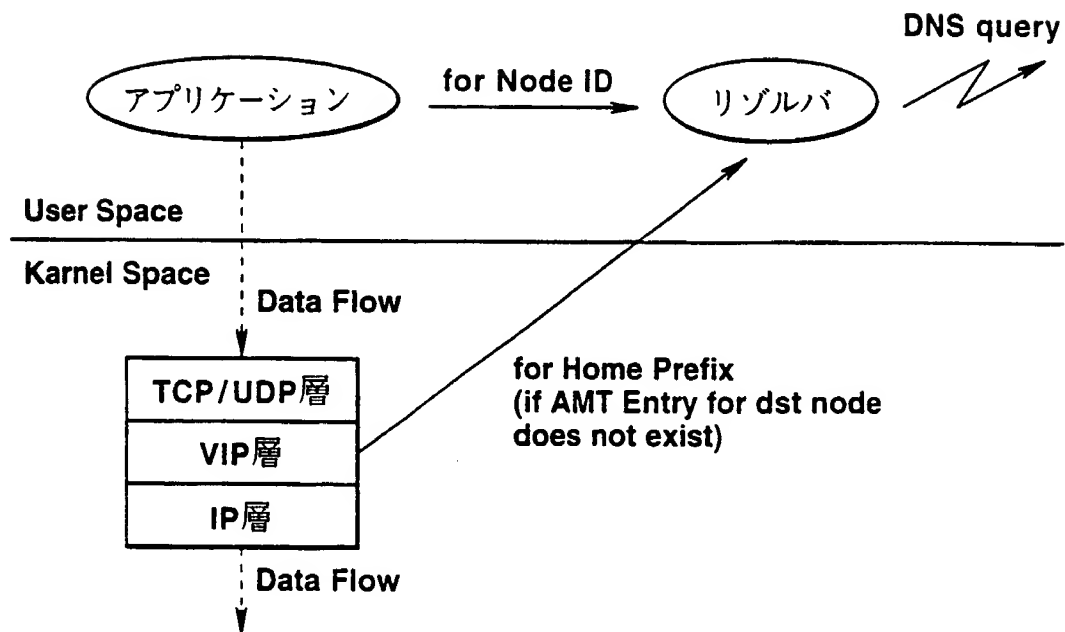 DNS query
アプリケーション
for Node ID
リゾルバ
User Space
Karnel Space
Data Flow
TCP/UDP層
VIP層
IP層
for Home Prefix
(if AMT Entry for dst node
does not exist)
Data Flow